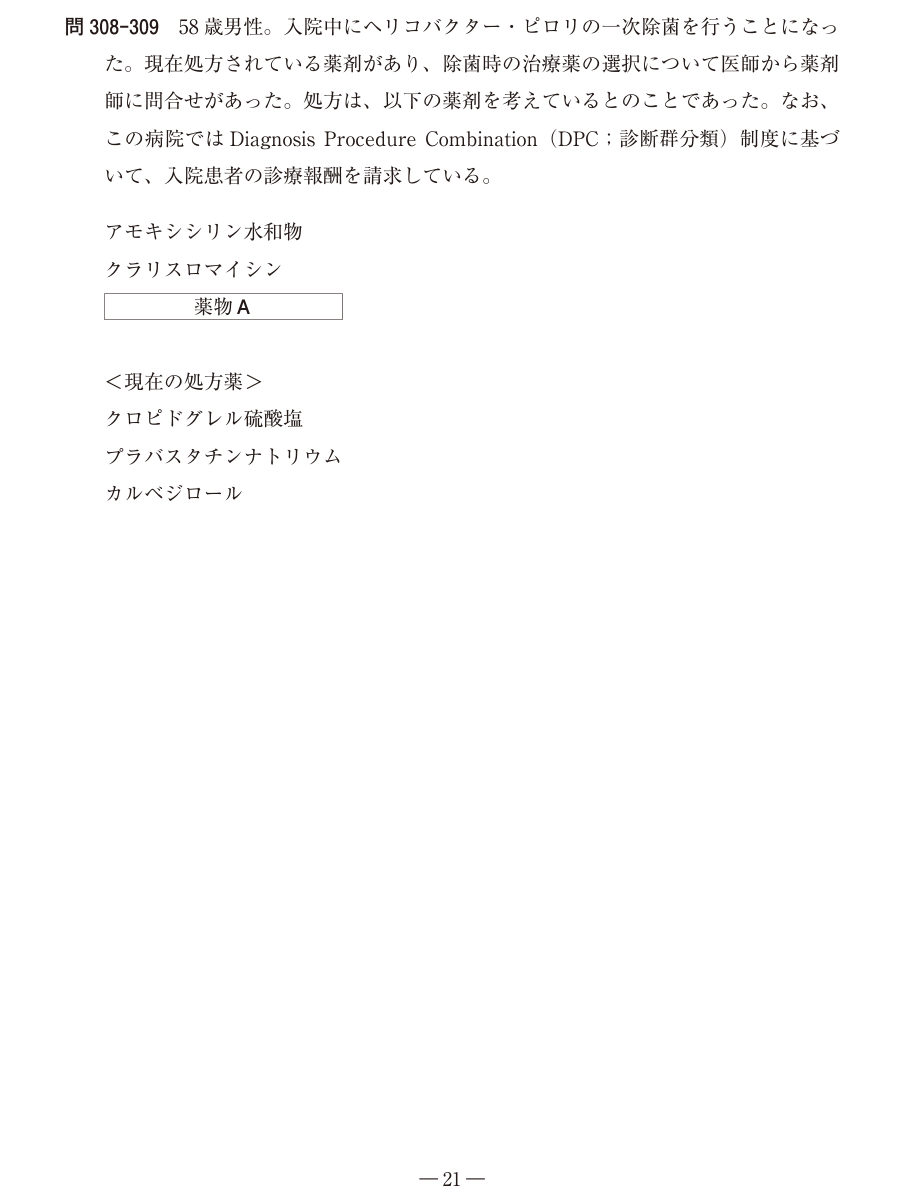 問 308-309　58 歳男性。入院中にヘリコバクター・ピロリの一次除菌を行うことになっ
た。現在処方されている薬剤があり、除菌時の治療薬の選択について医師から薬剤
師に問合せがあった。処方は、以下の薬剤を考えているとのことであった。なお、
この病院では Diagnosis Procedure Combination（DPC；診断群分類）制度に基づ
いて、入院患者の診療報酬を請求している。
アモキシシリン水和物
クラリスロマイシン
薬物 A
＜現在の処方薬＞
クロピドグレル硫酸塩
プラバスタチンナトリウム
カルベジロール
— 21 —